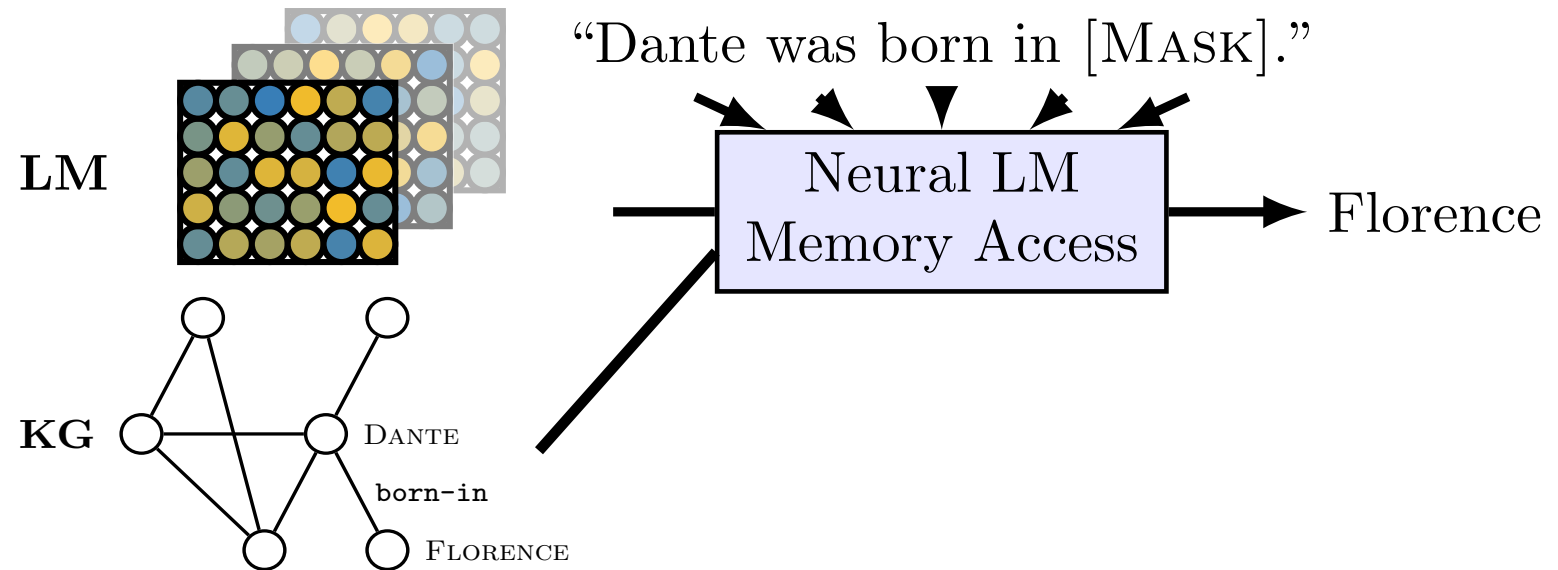 “Dante was born in [MASK].”
LM
Neural LM
Memory Access
Florence
KG
DANTE
born-in
FLORENCE